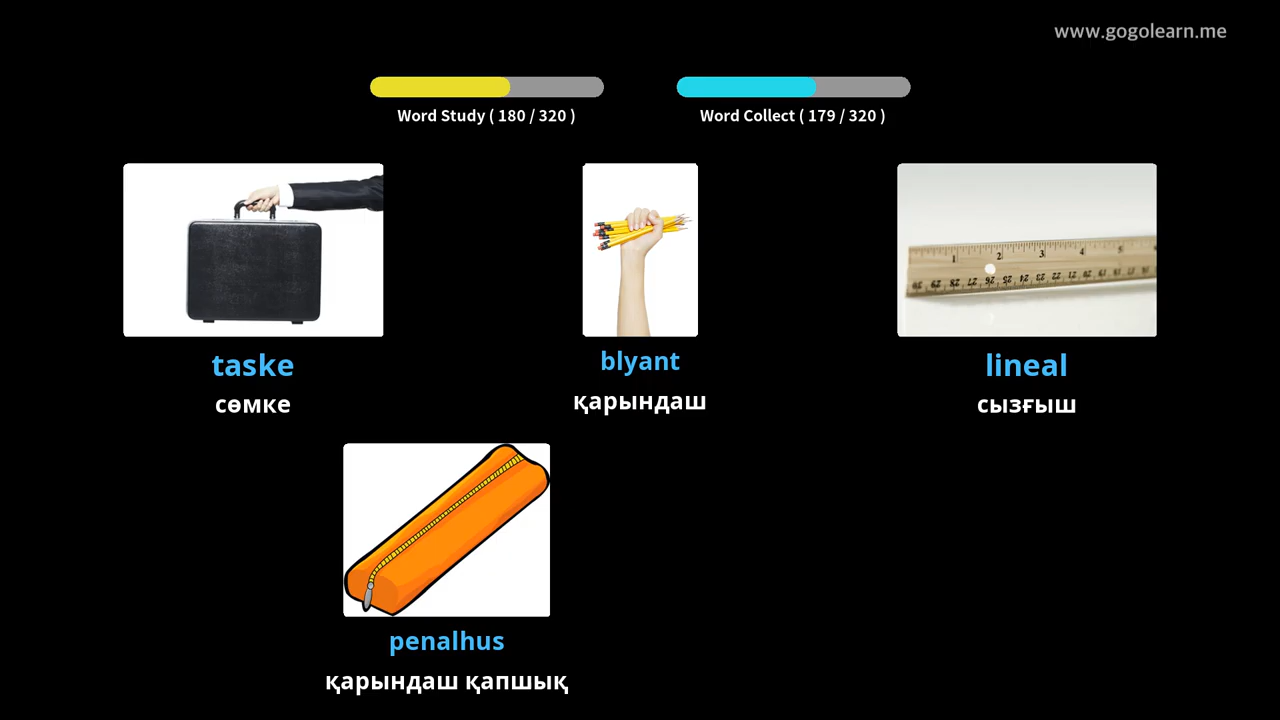 www.gogolearn.me
Word Study ( 180 / 320 )
Word Collect ( 179 / 320 )
taske
сөмке
blyant
қарындаш
lineal
сызғыш
penalhus
қарындаш қапшық